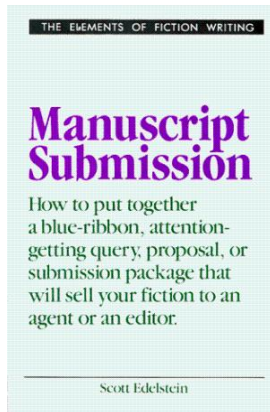 THE ELEMENTS OF FICTION WRITING
Manuscript
Submission
How to put together
a blue-ribbon, attention-
getting query, proposal, or
submission package that
will sell your fiction to an
agent or an editor.
Scott Edelstein